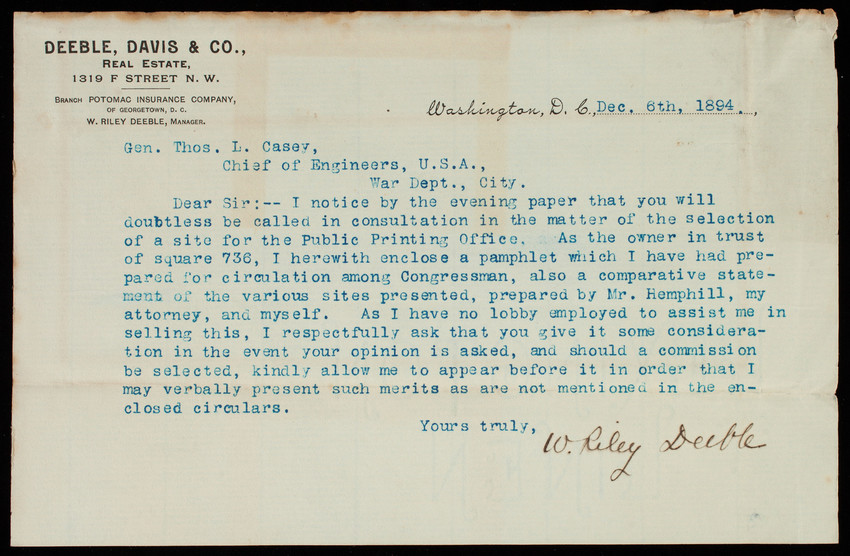 DEEBLE, DAVIS & CO.,
REAL ESTATE,
1319 F STREET N. W.
BRANCH POTOMAC INSURANCE COMPANY,
OF GEORGETOWN, D. C.
W. RILEY DEEBLE, MANAGER.
Washington, D. C., Dec. 6th, 1894.,
Gen. Thos. L. Casey,
Chief of Engineers, U.S.A.,
War Dept., City.
Dear Sir:-- I notice by the evening paper that you will
doubtless be called in consultation in the matter of the selection
of a site for the Public Printing Office. As the owner in trust
of square 736, I herewith enclose a pamphlet which I have had pre-
pared for circulation among Congressman, also a comparative state-
ment of the various sites presented, prepared by Mr. Hemphill, my
attorney, and myself. As I have no lobby employed to assist me in
selling this, I respectfully ask that you give it some considera-
tion in the event your opinion is asked, and should a commission
be selected, kindly allow me to appear before it in order that I
may verbally present such merits as are not mentioned in the en-
closed circulars.
Yours truly,
W. Riley Deeble